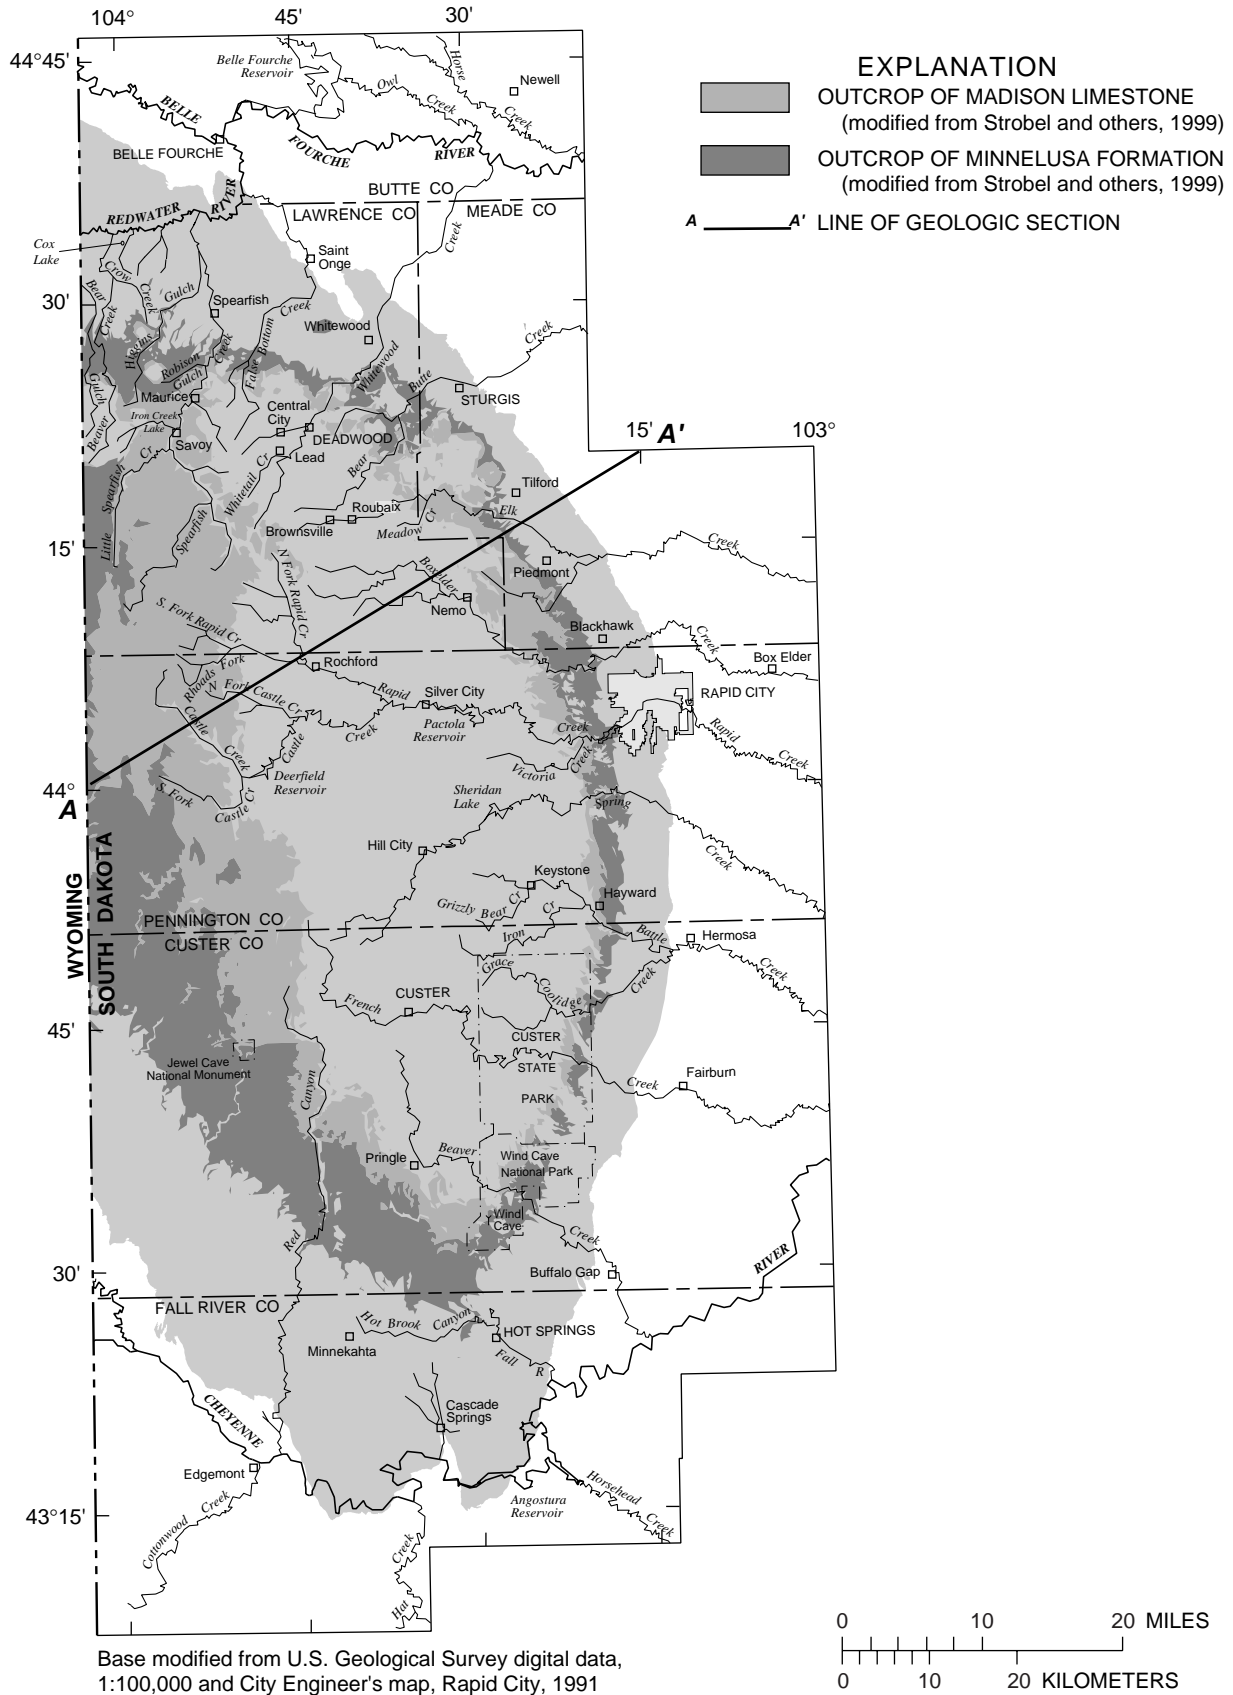 104°
45'
30'
44°45'
Belle Fourche
Reservoir
Horse
Creek
Owl
Creek
Newell
BELLE
FOURCHE
RIVER
BELLE FOURCHE
BUTTE CO
LAWRENCE CO
MEADE CO
REDWATER
RIVER
Cox
Lake
Saint
Onge
Creek
Crow
Creek
Bear
Creek
Gulch
30'
Spearfish
Creek
False Bottom
Creek
Whitewood
Whitewood
Creek
Higgins
Robison
Gulch
Butte
Creek
Gulch
Maurice
STURGIS
Central
City
Iron Creek
Lake
DEADWOOD
Beaver
Savoy
Lead
Bear
15'
A'
103°
Cr
Whitetail Cr
Spearfish
Little
Spearfish
Tilford
Roubaix
Brownsville
Meadow Cr
Elk
Creek
15'
N Fork Rapid Cr
Boxelder
Piedmont
Nemo
S. Fork Rapid Cr
Blackhawk
Creek
Rhoads Fork
Rochford
Box Elder
N Fork Castle Cr
Rapid
Silver City
RAPID CITY
Castle
Creek
Castle
Creek
Pactola
Reservoir
Creek
Rapid
Creek
Victoria
Creek
Deerfield
Reservoir
44°
A
S. Fork
Castle Cr
Sheridan
Lake
Spring
Creek
Hill City
WYOMING
SOUTH DAKOTA
Keystone
Grizzly Bear Cr
Cr
Hayward
PENNINGTON CO
CUSTER CO
Iron
Battle
Hermosa
Creek
Grace
Coolidge
Creek
French
CUSTER
45'
CUSTER
STATE
PARK
Jewel Cave
National Monument
Canyon
Creek
Fairburn
Pringle
Beaver
Wind Cave
National Park
Wind
Cave
Red
Creek
RIVER
30'
Buffalo Gap
FALL RIVER CO
Hot Brook Canyon
HOT SPRINGS
Minnekahta
Fall R
CHEYENNE
Cascade
Springs
Edgemont
Cottonwood Creek
Horsehead
Creek
Angostura
Reservoir
43°15'
Hat Creek
EXPLANATION
OUTCROP OF MADISON LIMESTONE
(modified from Strobel and others, 1999)
OUTCROP OF MINNELUSA FORMATION
(modified from Strobel and others, 1999)
A A' LINE OF GEOLOGIC SECTION
0 10 20 MILES
0 10 20 KILOMETERS
Base modified from U.S. Geological Survey digital data,
1:100,000 and City Engineer's map, Rapid City, 1991